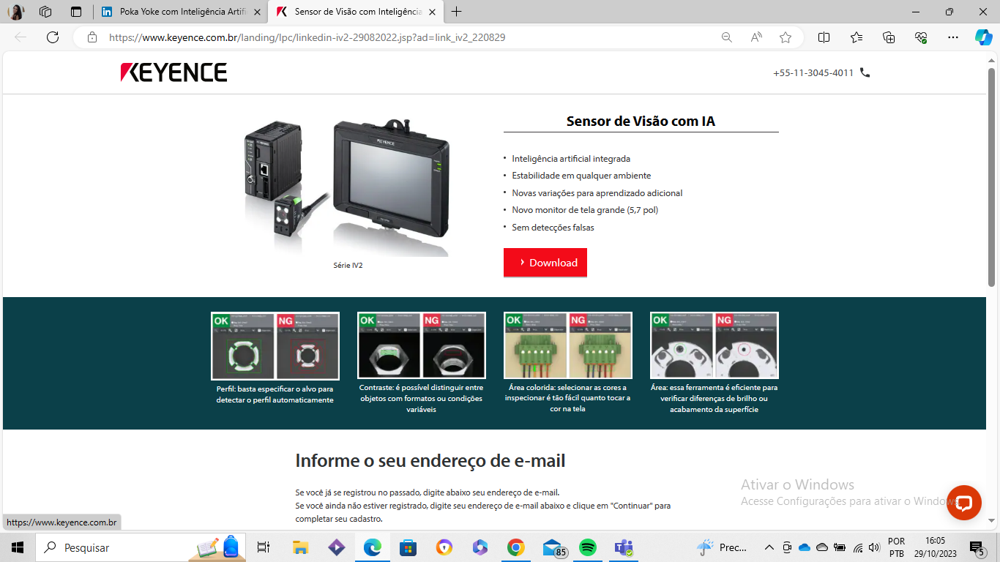 Poka Yoke com Inteligência Artifi
Sensor de Visão com Inteligência
https://www.keyence.com.br/landing/lpc/linkedin-iv2-29082022.jsp?ad=link_iv2_220829
KEYENCE
+55-11-3045-4011
KEYENCE
Série IV2
Sensor de Visão com IA
• Inteligência artificial integrada
• Estabilidade em qualquer ambiente
• Novas variações para aprendizado adicional
• Novo monitor de tela grande (5,7 pol)
• Sem detecções falsas
Download
OK NG
Perfil: basta especificar o alvo para
detectar o perfil automaticamente
OK NG
Contraste: é possível distinguir entre
objetos com formatos ou condições
variáveis
OK NG
Área colorida: selecionar as cores a
inspecionar é tão fácil quanto tocar a
cor na tela
OK NG
Área: essa ferramenta é eficiente para
verificar diferenças de brilho ou
acabamento da superfície
Informe o seu endereço de e-mail
Se você já se registrou no passado, digite abaixo seu endereço de e-mail.
Se você ainda não estiver registrado, digite seu endereço de e-mail abaixo e clique em "Continuar" para
completar seu cadastro.
Ativar o Windows
Acesse Configurações para ativar o Windows.
https://www.keyence.com.br
Pesquisar
85
Prec...
POR
PTB
16:05
29/10/2023
5